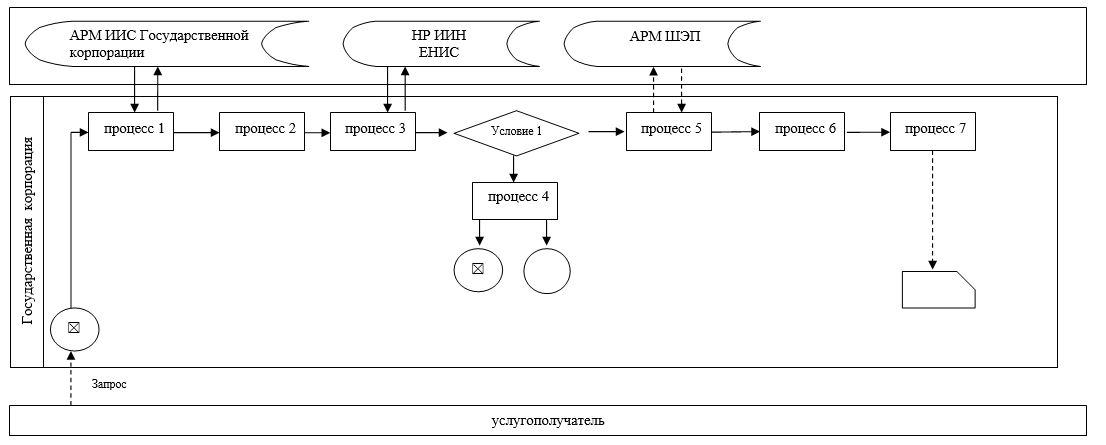 АРМ ИИС Государственной
корпорации
НР ИИН
ЕНИС
АРМ ШЭП
Государственная корпорация
процесс 1
процесс 2
процесс 3
Условие 1
процесс 5
процесс 6
процесс 7
процесс 4
Запрос
услугополучатель